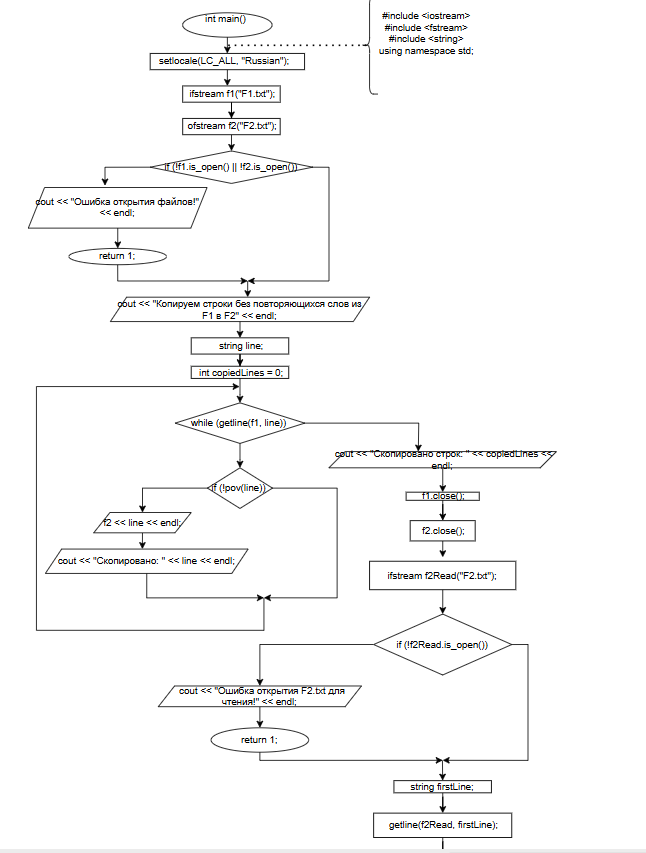 int main()
#include <iostream>
#include <fstream>
#include <string>
using namespace std;
setlocale(LC_ALL, "Russian");
ifstream f1("F1.txt");
ofstream f2("F2.txt");
if (!f1.is_open() || !f2.is_open())
cout << "Ошибка открытия файлов!"
<< endl;
return 1;
cout << "Копируем строки без повторяющихся слов из
F1 в F2" << endl;
string line;
int copiedLines = 0;
while (getline(f1, line))
if (!pov(line))
f2 << line << endl;
cout << "Скопировано: " << line << endl;
cout << "Скопировано строк: " << copiedLines <<
endl;
f1.close();
f2.close();
ifstream f2Read("F2.txt");
if (!f2Read.is_open())
cout << "Ошибка открытия F2.txt для
чтения!" << endl;
return 1;
string firstLine;
getline(f2Read, firstLine);